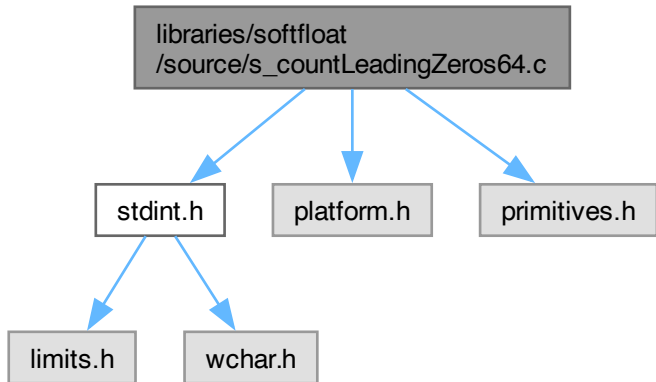 libraries/softfloat
/source/s_countLeadingZeros64.c
stdint.h
platform.h
primitives.h
limits.h
wchar.h